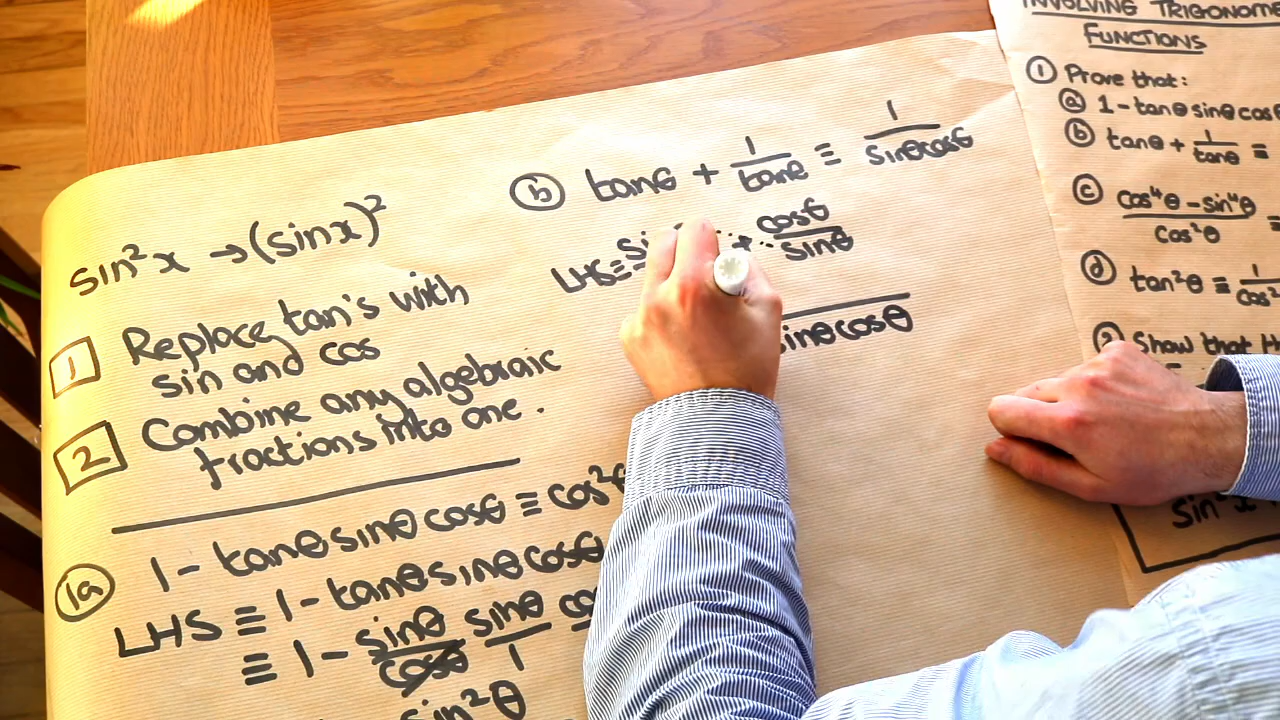 sin²x → (sinx)²
1 Replace tan's with
sin and cos
2 Combine any algebraic
fractions into one.
1a 1 - tanθ sinθ cosθ ≡ cos²θ
LHS ≡ 1 - tanθ sinθ cosθ
≡ 1 - sinθ/cosθ sinθ/1
sin²θ
b tanθ + 1/tanθ ≡ 1/sinθcosθ
LHS ≡ + cosθ/sinθ
sinθcosθ
INVOLVING TRIGONOME
FUNCTIONS
1 Prove that:
a 1 - tanθ sinθ cosθ
b tanθ + 1/tanθ ≡
c cos⁴θ - sin⁴θ/cos²θ =
d tan²θ ≡ 1/cos²
2 Show that
sin²x